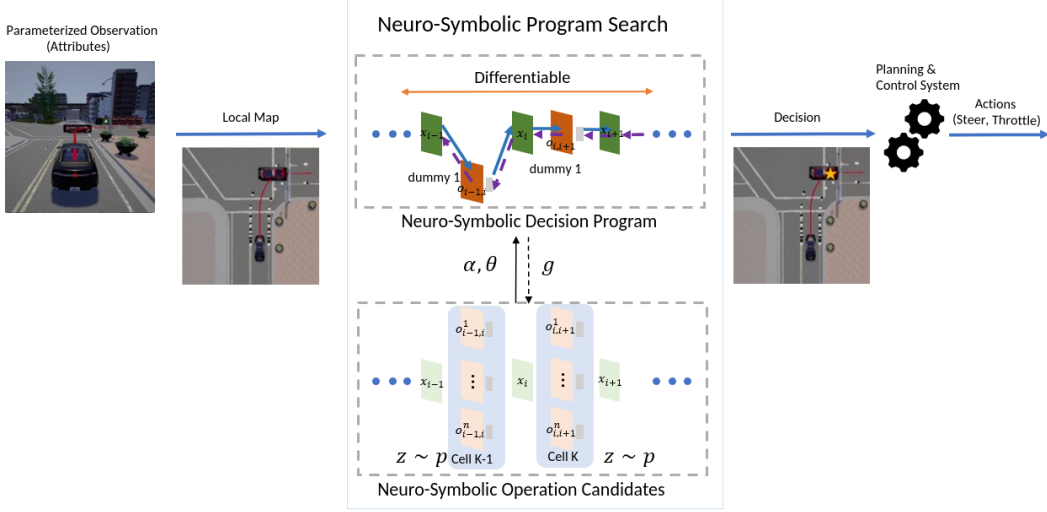 Parameterized Observation
(Attributes)
Local Map
Neuro-Symbolic Program Search
Differentiable
x_{i-1}
x_i
o_{i,i+1}
x_{i+1}
dummy 1
o_{i-1,i}
dummy 1
Neuro-Symbolic Decision Program
α, θ
g
o^1_{i-1,i}
o^1_{i,i+1}
x_{i-1}
⋮
x_i
⋮
x_{i+1}
o^n_{i-1,i}
o^n_{i,i+1}
z ~ p
Cell K-1
Cell K
z ~ p
Neuro-Symbolic Operation Candidates
Decision
Planning &
Control System
Actions
(Steer, Throttle)